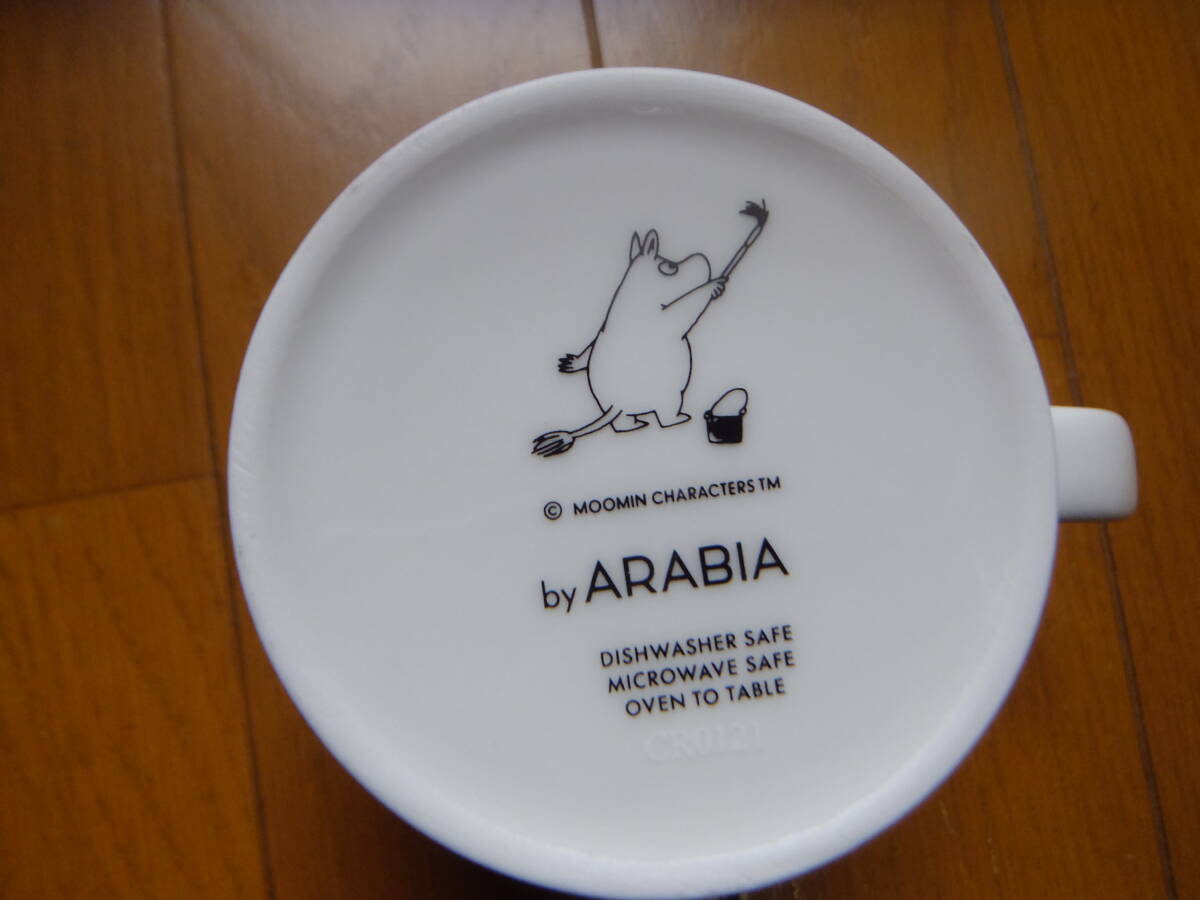 © MOOMIN CHARACTERS TM
by ARABIA
DISHWASHER SAFE
MICROWAVE SAFE
OVEN TO TABLE
CR0121